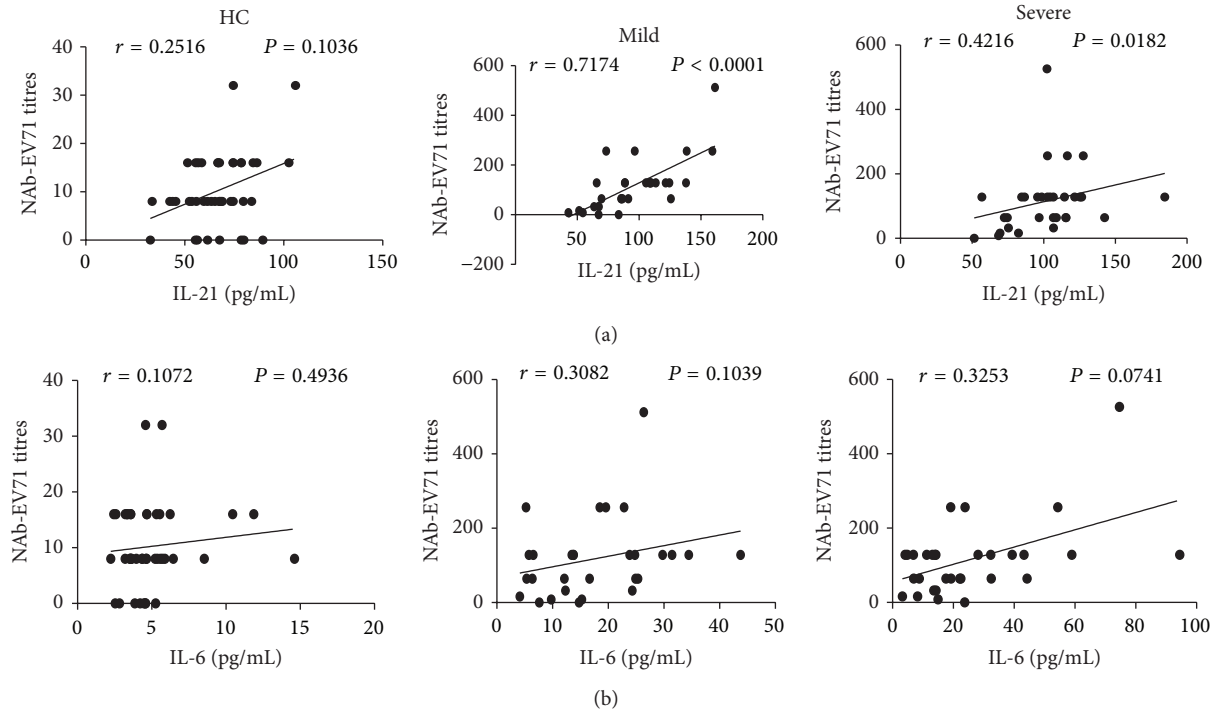 HC
r = 0.2516 P = 0.1036
NAb-EV71 titres
40
30
20
10
0
0 50 100 150
IL-21 (pg/mL)
Mild
r = 0.7174 P < 0.0001
NAb-EV71 titres
600
400
200
0
−200
50 100 150 200
IL-21 (pg/mL)
Severe
r = 0.4216 P = 0.0182
NAb-EV71 titres
600
400
200
0
0 50 100 150 200
IL-21 (pg/mL)
(a)
r = 0.1072 P = 0.4936
NAb-EV71 titres
40
30
20
10
0
0 5 10 15 20
IL-6 (pg/mL)
r = 0.3082 P = 0.1039
NAb-EV71 titres
600
400
200
0
0 10 20 30 40 50
IL-6 (pg/mL)
r = 0.3253 P = 0.0741
NAb-EV71 titres
600
400
200
0
0 20 40 60 80 100
IL-6 (pg/mL)
(b)